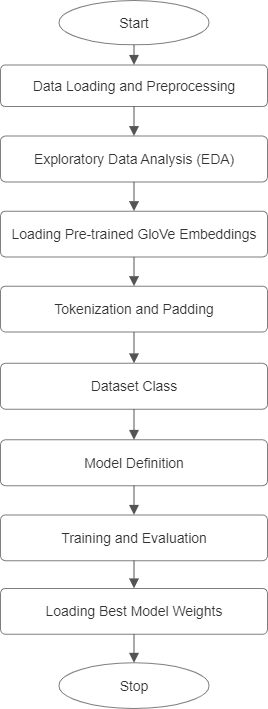 Start
Data Loading and Preprocessing
Exploratory Data Analysis (EDA)
Loading Pre-trained GloVe Embeddings
Tokenization and Padding
Dataset Class
Model Definition
Training and Evaluation
Loading Best Model Weights
Stop